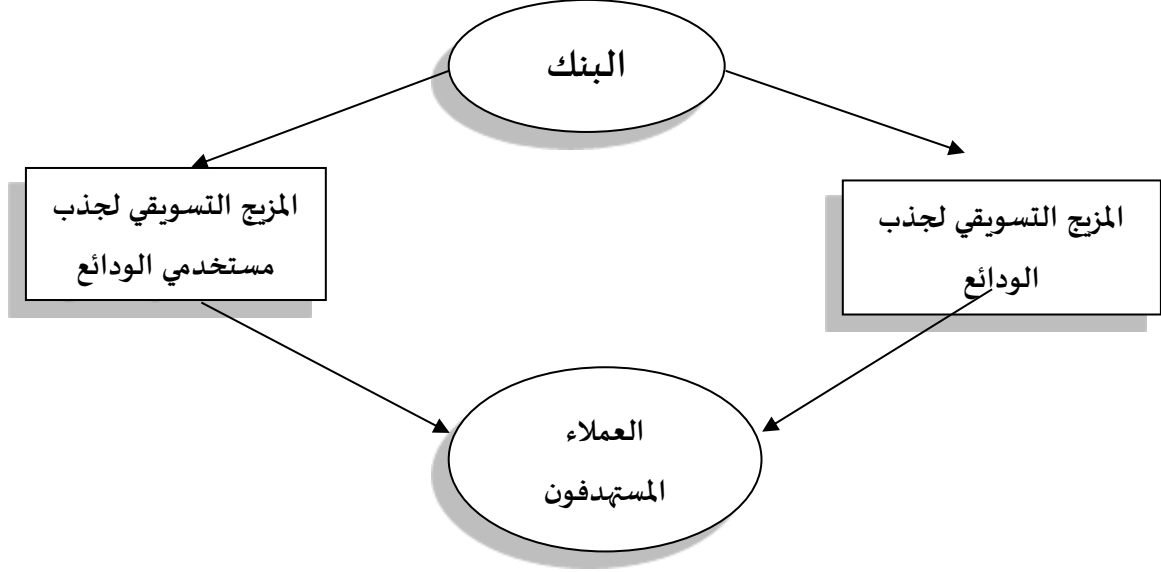 البنك
المزيج التسويقي لجذب
الودائع
المزيج التسويقي لجذب
مستخدمي الودائع
العملاء
المستهدفون